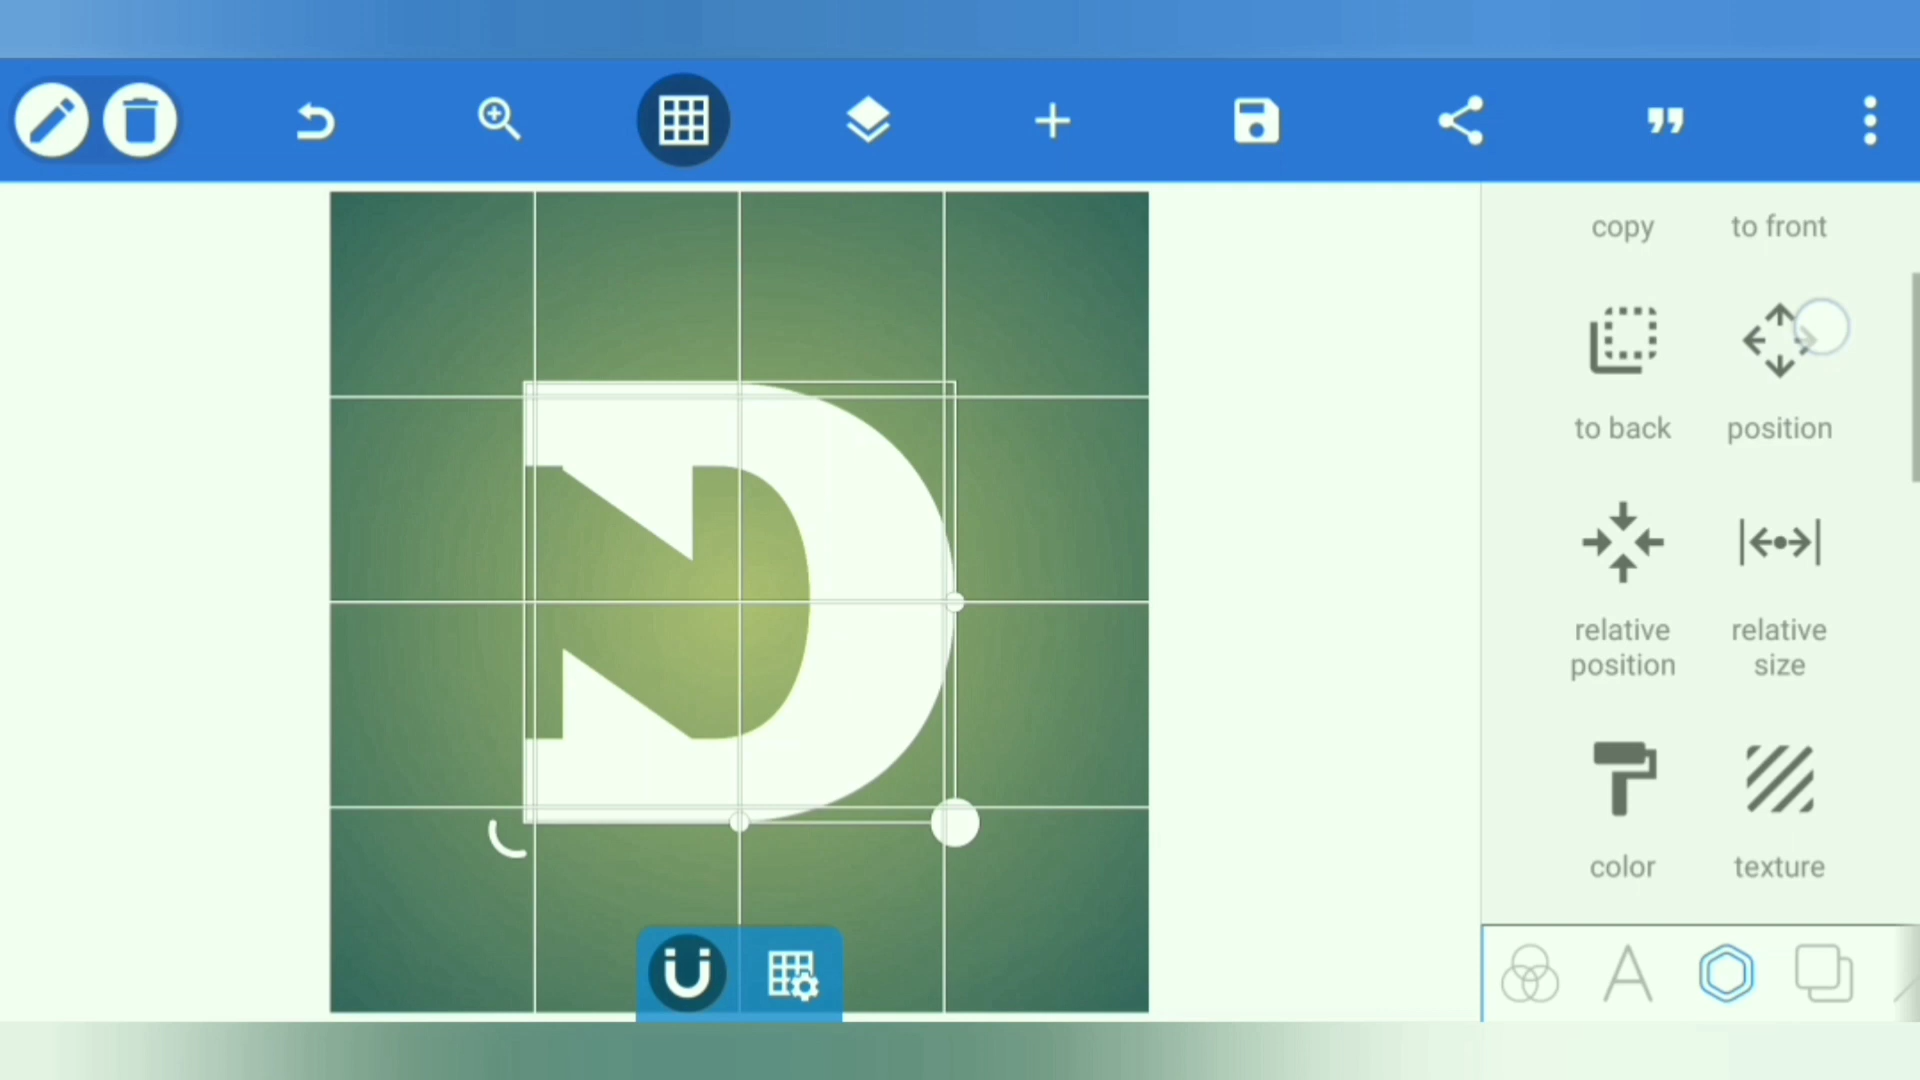 copy
to front
to back
position
relative
position
relative
size
color
texture